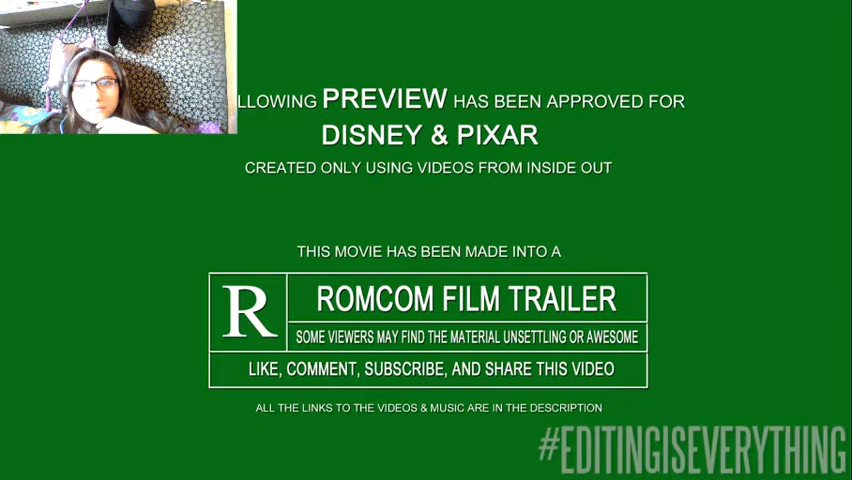 LLOWING PREVIEW HAS BEEN APPROVED FOR
DISNEY & PIXAR
CREATED ONLY USING VIDEOS FROM INSIDE OUT
THIS MOVIE HAS BEEN MADE INTO A
R
ROMCOM FILM TRAILER
SOME VIEWERS MAY FIND THE MATERIAL UNSETTLING OR AWESOME
LIKE, COMMENT, SUBSCRIBE, AND SHARE THIS VIDEO
ALL THE LINKS TO THE VIDEOS & MUSIC ARE IN THE DESCRIPTION
#EDITINGISEVERYTHING